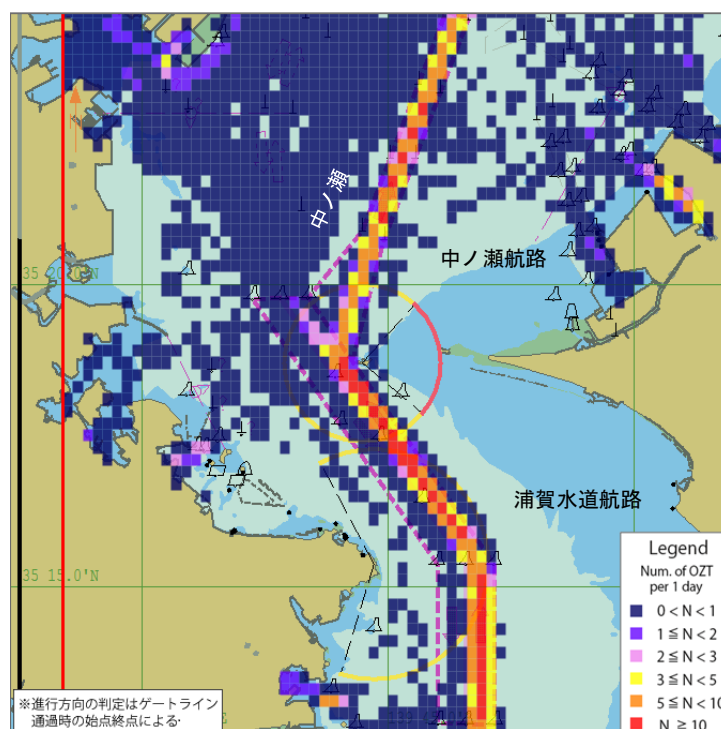 中ノ瀬
中ノ瀬航路
35 20.0'N
浦賀水道航路
35 15.0'N
Legend
Num. of OZT
per 1 day
0 < N < 1
1 ≦ N < 2
2 ≦ N < 3
3 ≦ N < 5
5 ≦ N < 10
N ≧ 10
※進行方向の判定はゲートライン
通過時の始点終点による·